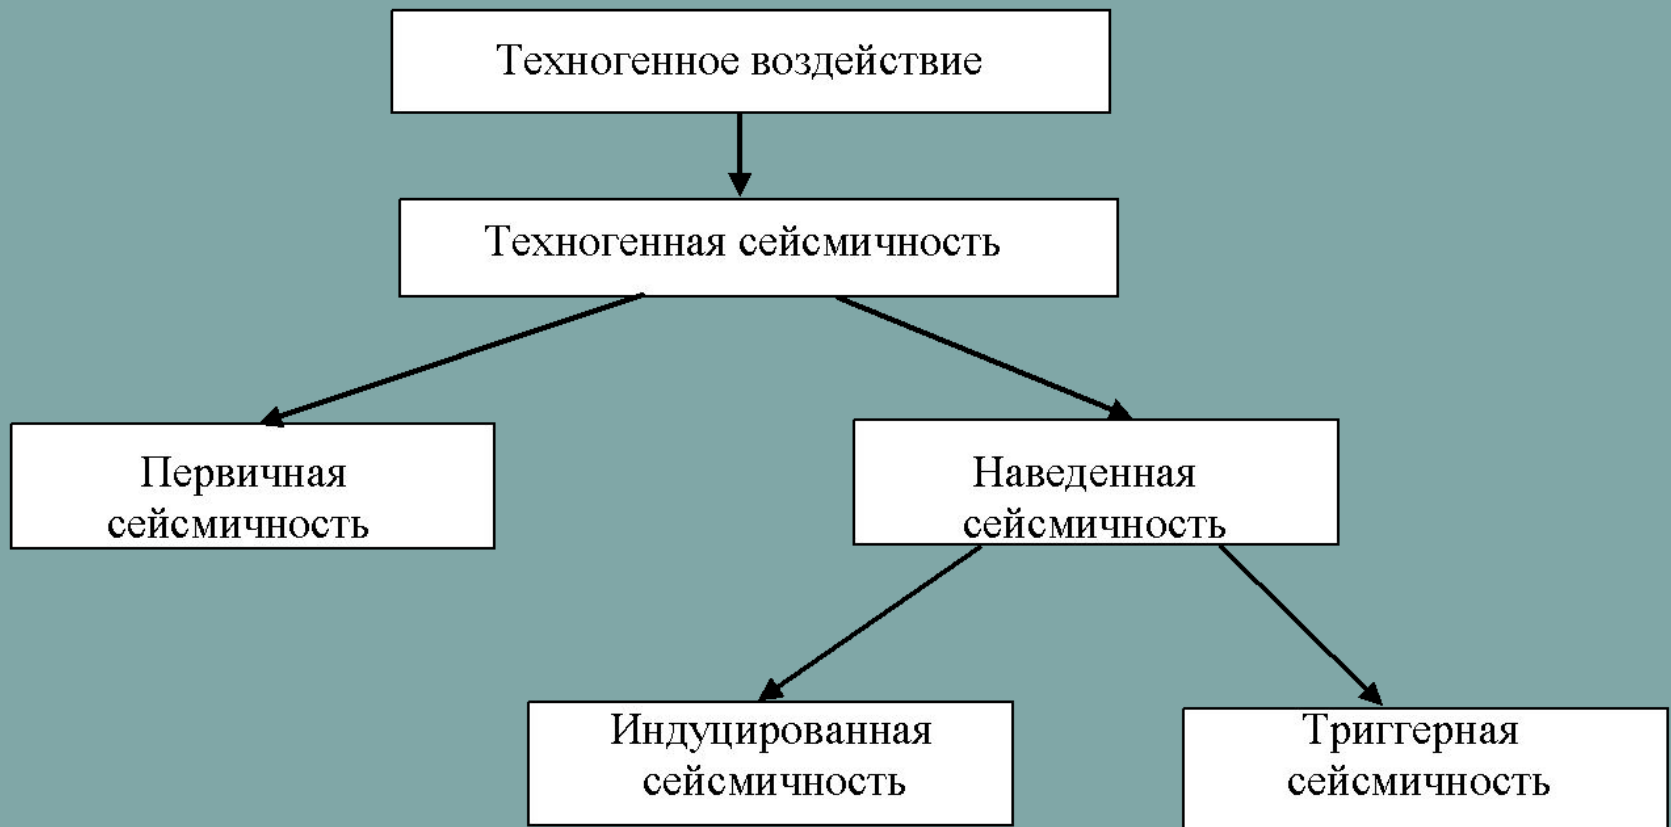 Техногенное воздействие
Техногенная сейсмичность
Первичная
сейсмичность
Наведенная
сейсмичность
Индуцированная
сейсмичность
Триггерная
сейсмичность